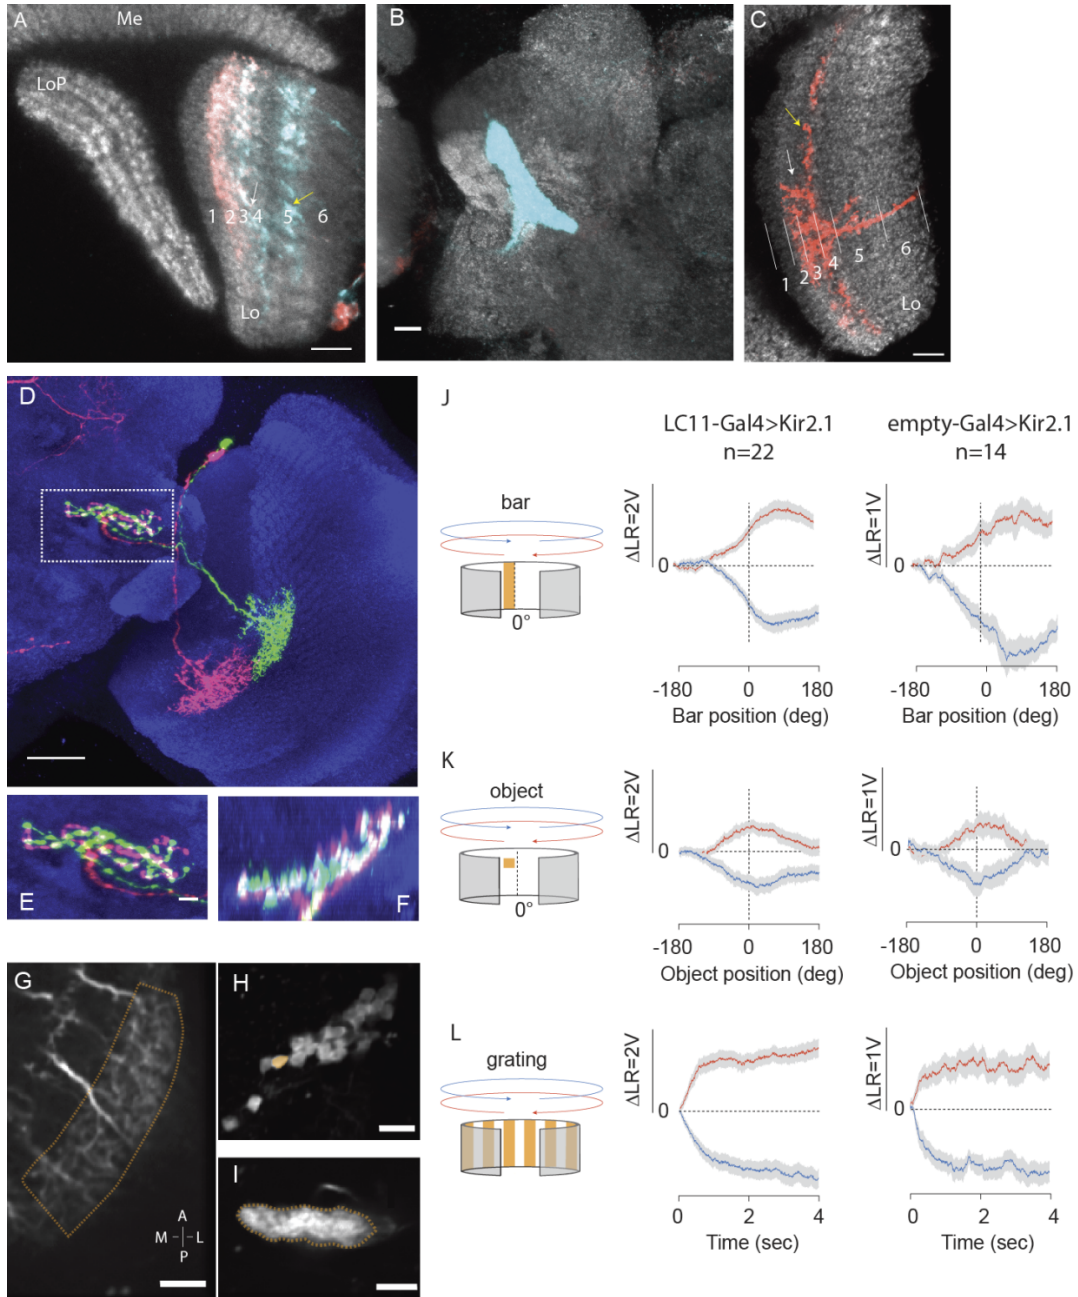 A
Me
LoP
1 2 3 4 5 6
Lo
B
C
1 2 3 4 5 6
Lo
D
E
F
G
A
M L
P
H
I
J
LC11-Gal4>Kir2.1
n=22
empty-Gal4>Kir2.1
n=14
bar
0°
ΔLR=2V
0
-180 0 180
Bar position (deg)
ΔLR=1V
-180 0 180
Bar position (deg)
K
object
0°
ΔLR=2V
0
-180 0 180
Object position (deg)
ΔLR=1V
0
-180 0 180
Object position (deg)
L
grating
ΔLR=2V
0
0 2 4
Time (sec)
ΔLR=1V
0
0 2 4
Time (sec)